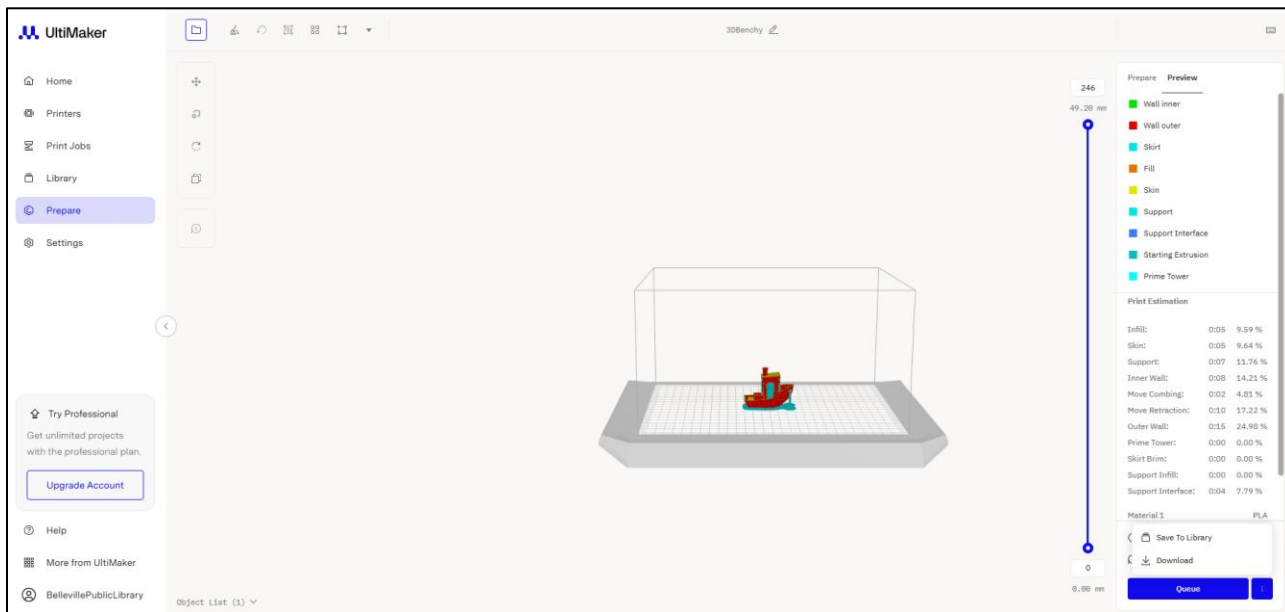 UltiMaker
Home
Printers
Print Jobs
Library
Prepare
Settings
Try Professional
Get unlimited projects
with the professional plan.
Upgrade Account
Help
More from UltiMaker
BellevillePublicLibrary
3DBenchy
Object List (1)
246
49.20 mm
0
0.00 mm
Prepare Preview
Wall inner
Wall outer
Skirt
Fill
Skin
Support
Support Interface
Starting Extrusion
Prime Tower
Print Estimation
Infill: 0:05 9.59 %
Skin: 0:05 9.64 %
Support: 0:07 11.76 %
Inner Wall: 0:08 14.21 %
Move Combing: 0:02 4.81 %
Move Retraction: 0:10 17.22 %
Outer Wall: 0:15 24.98 %
Prime Tower: 0:00 0.00 %
Skirt Brim: 0:00 0.00 %
Support Infill: 0:00 0.00 %
Support Interface: 0:04 7.79 %
Material 1 PLA
Save To Library
Download
Queue